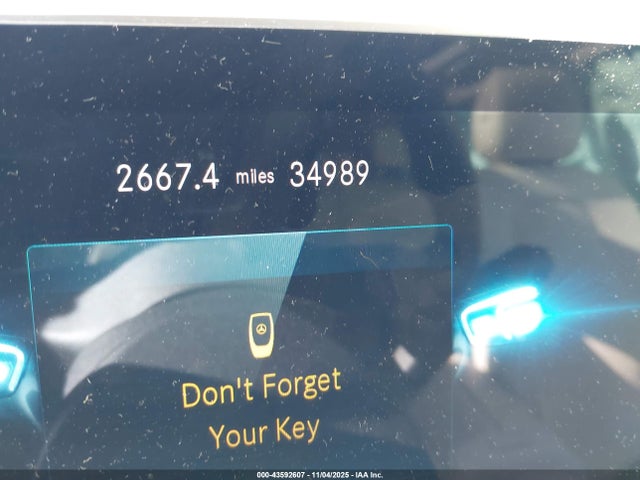 2667.4 miles 34989
Don't Forget
Your Key
000-43592607 - 11/04/2025 - IAA Inc.